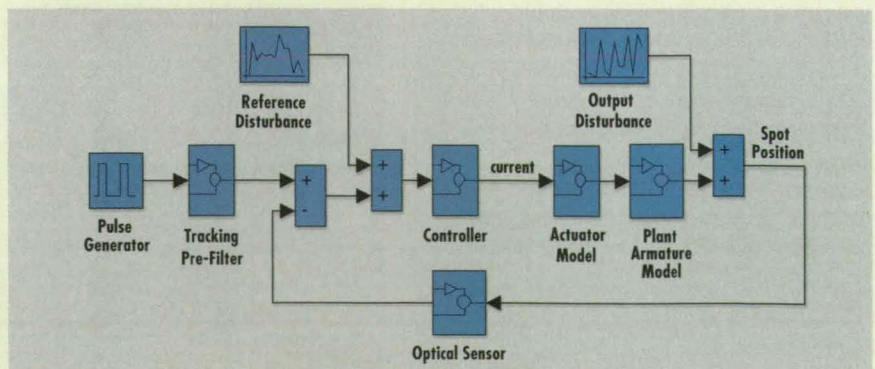 Reference
Disturbance
Output
Disturbance
Spot
Position
+
+
+
-
+
+
current
Pulse
Generator
Tracking
Pre-Filter
Controller
Actuator
Model
Plant
Armature
Model
Optical Sensor